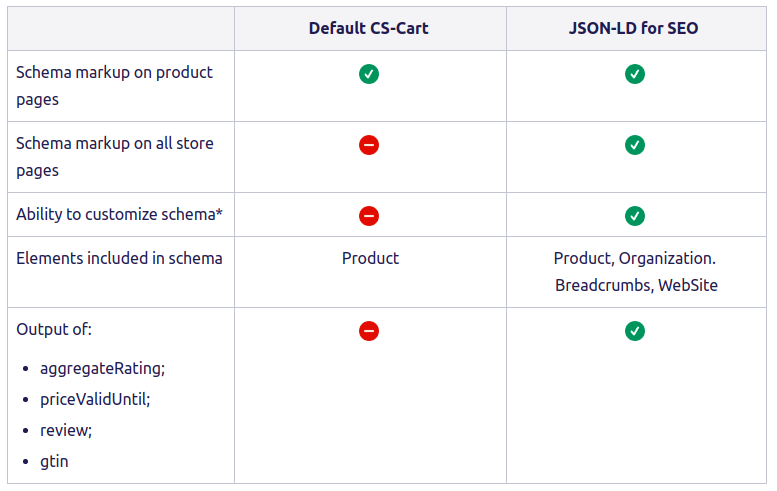 Default CS-Cart
JSON-LD for SEO
Schema markup on product
pages
Schema markup on all store
pages
Ability to customize schema*
Elements included in schema
Product
Product, Organization.
Breadcrumbs, WebSite
Output of:
• aggregateRating;
• priceValidUntil;
• review;
• gtin